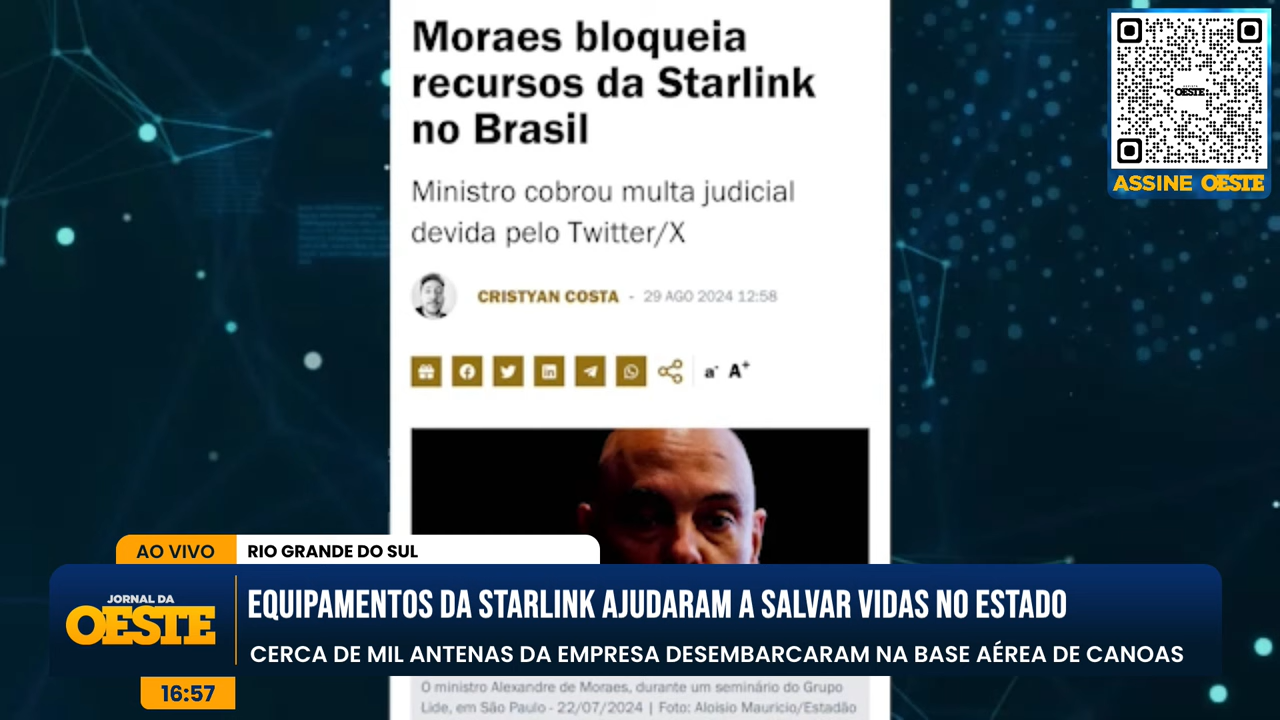 Moraes bloqueia
recursos da Starlink
no Brasil
Ministro cobrou multa judicial
devida pelo Twitter/X
CRISTYAN COSTA - 29 AGO 2024 12:58
a- A+
OESTE
ASSINE OESTE
AO VIVO
RIO GRANDE DO SUL
JORNAL DA
OESTE
EQUIPAMENTOS DA STARLINK AJUDARAM A SALVAR VIDAS NO ESTADO
CERCA DE MIL ANTENAS DA EMPRESA DESEMBARCARAM NA BASE AÉREA DE CANOAS
16:57
O ministro Alexandre de Moraes, durante um seminário do Grupo
Lide, em São Paulo - 22/07/2024 | Foto: Aloisio Mauricio/Estadão